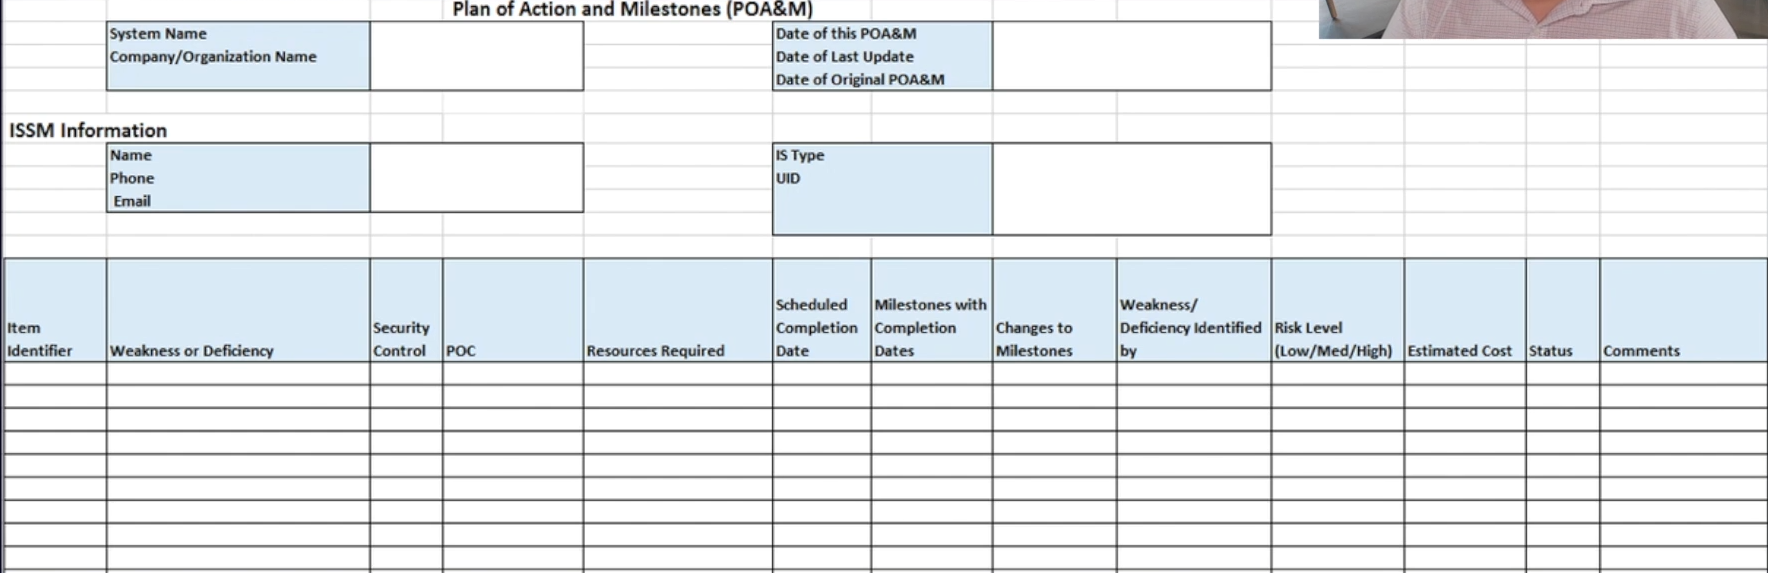 Plan of Action and Milestones (POA&M)
System Name
Company/Organization Name
Date of this POA&M
Date of Last Update
Date of Original POA&M
ISSM Information
Name
Phone
Email
IS Type
UID
Item
Identifier
Weakness or Deficiency
Security
Control
POC
Resources Required
Scheduled
Completion
Date
Milestones with
Completion
Dates
Changes to
Milestones
Weakness/
Deficiency Identified
by
Risk Level
(Low/Med/High)
Estimated Cost
Status
Comments